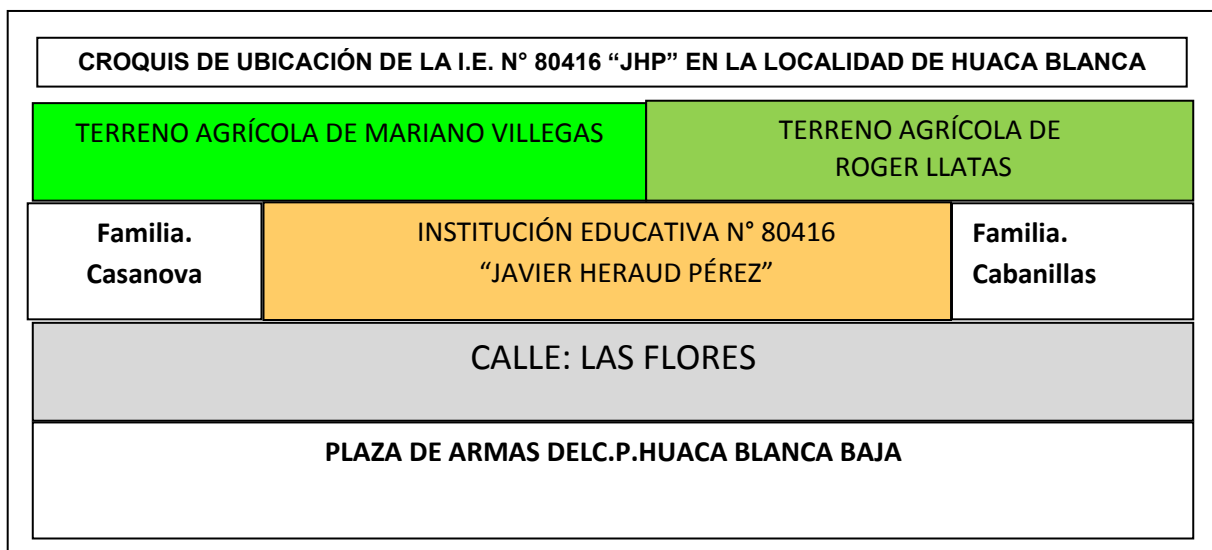 CROQUIS DE UBICACIÓN DE LA I.E. N° 80416 “JHP” EN LA LOCALIDAD DE HUACA BLANCA
TERRENO AGRÍCOLA DE MARIANO VILLEGAS
TERRENO AGRÍCOLA DE
ROGER LLATAS
Familia.
Casanova
INSTITUCIÓN EDUCATIVA N° 80416
“JAVIER HERAUD PÉREZ”
Familia.
Cabanillas
CALLE: LAS FLORES
PLAZA DE ARMAS DELC.P.HUACA BLANCA BAJA